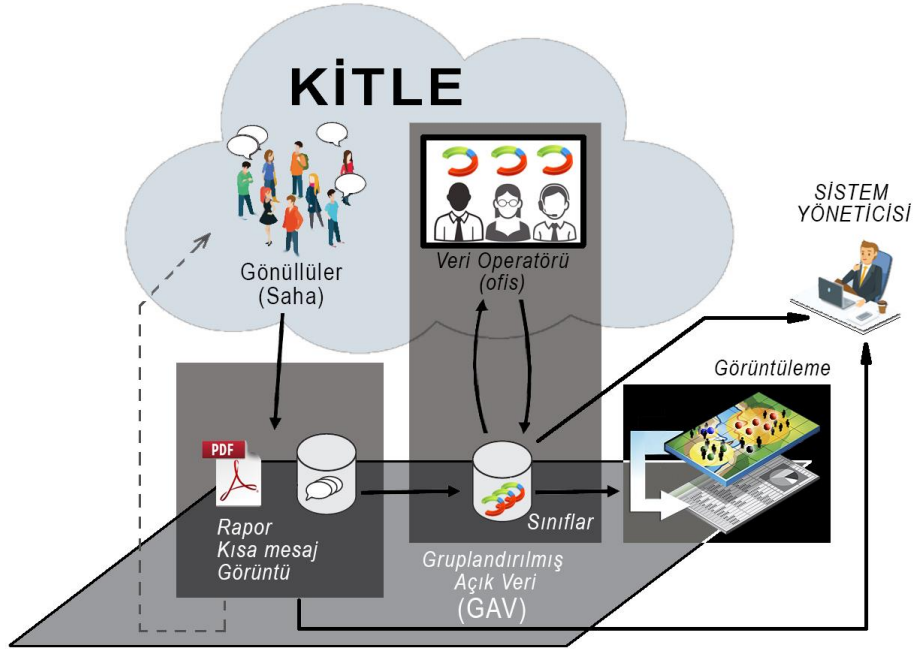 KİTLE
Gönüllüler
(Saha)
Veri Operatörü
(ofis)
SİSTEM
YÖNETİCİSİ
Görüntüleme
PDF
Rapor
Kısa mesaj
Görüntü
Sınıflar
Gruplandırılmış
Açık Veri
(GAV)